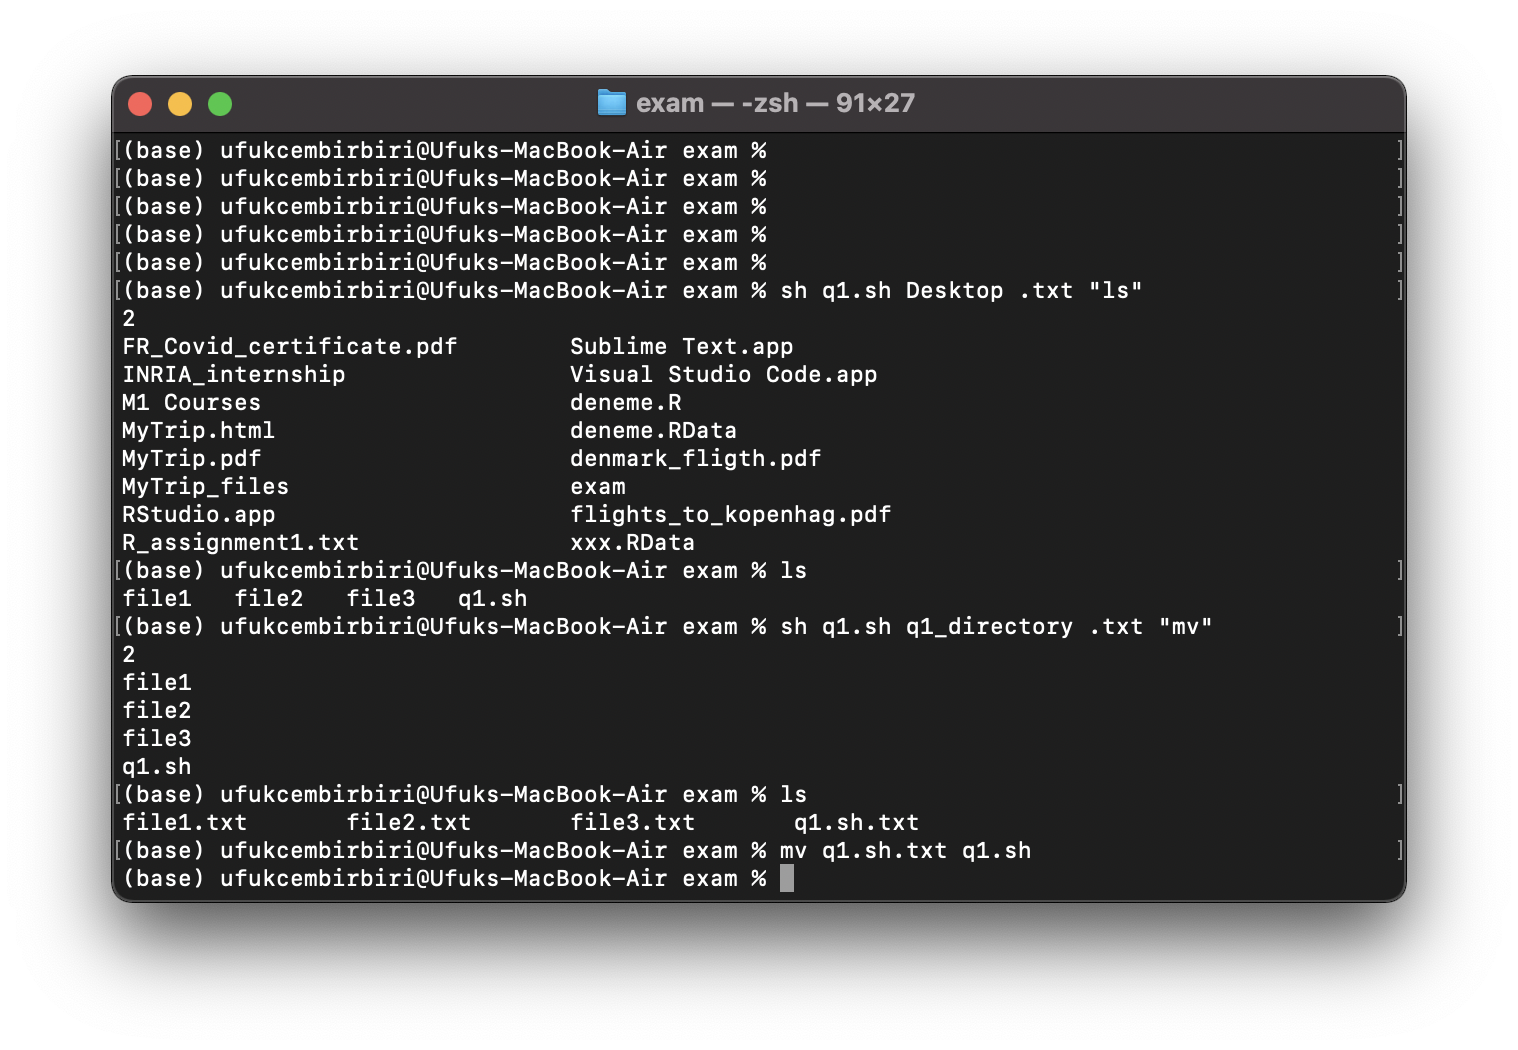 exam — -zsh — 91×27
(base) ufukcembirbiri@Ufuks-MacBook-Air exam %
(base) ufukcembirbiri@Ufuks-MacBook-Air exam %
(base) ufukcembirbiri@Ufuks-MacBook-Air exam %
(base) ufukcembirbiri@Ufuks-MacBook-Air exam %
(base) ufukcembirbiri@Ufuks-MacBook-Air exam %
(base) ufukcembirbiri@Ufuks-MacBook-Air exam % sh q1.sh Desktop .txt "ls"
2
FR_Covid_certificate.pdf        Sublime Text.app
INRIA_internship                Visual Studio Code.app
M1 Courses                      deneme.R
MyTrip.html                     deneme.RData
MyTrip.pdf                      denmark_fligth.pdf
MyTrip_files                    exam
RStudio.app                     flights_to_kopenhag.pdf
R_assignment1.txt               xxx.RData
(base) ufukcembirbiri@Ufuks-MacBook-Air exam % ls
file1   file2   file3   q1.sh
(base) ufukcembirbiri@Ufuks-MacBook-Air exam % sh q1.sh q1_directory .txt "mv"
2
file1
file2
file3
q1.sh
(base) ufukcembirbiri@Ufuks-MacBook-Air exam % ls
file1.txt       file2.txt       file3.txt       q1.sh.txt
(base) ufukcembirbiri@Ufuks-MacBook-Air exam % mv q1.sh.txt q1.sh
(base) ufukcembirbiri@Ufuks-MacBook-Air exam %